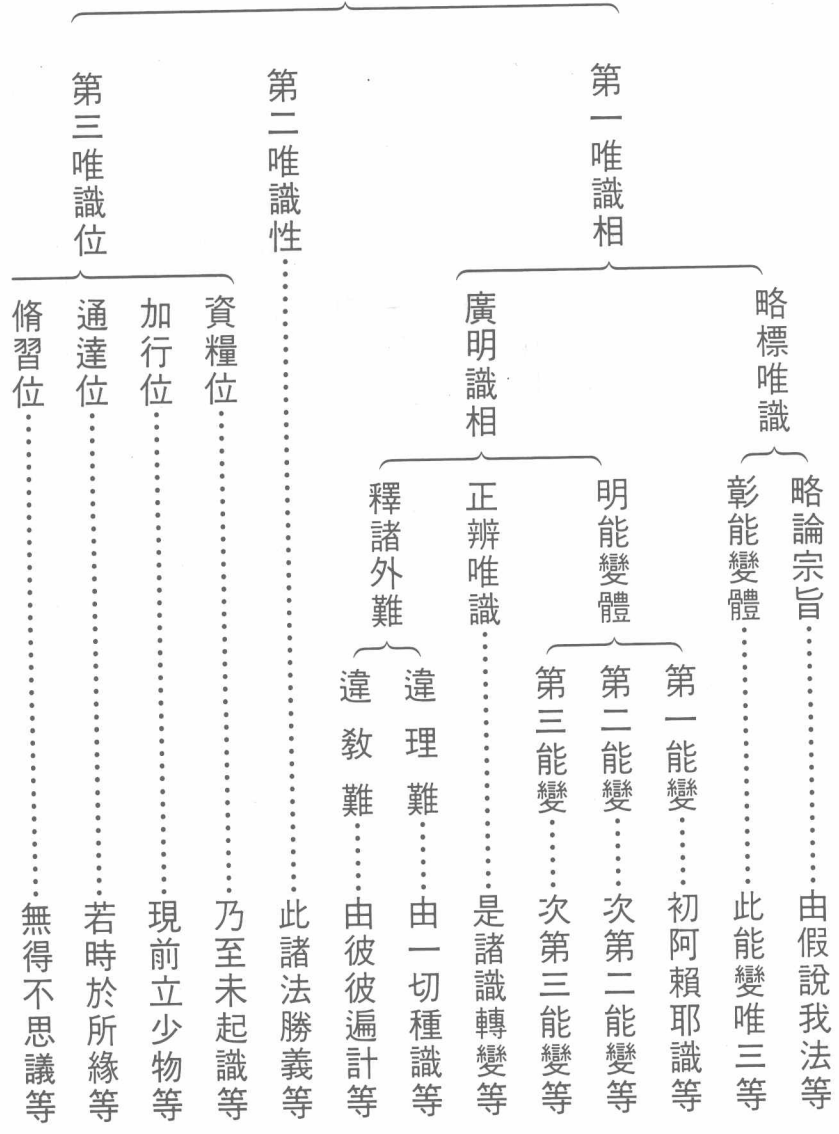 第一唯識相
略標唯識
略論宗旨……由假說我法等
彰能變體……此能變唯三等
廣明識相
明能變體
第一能變……初阿賴耶識等
第二能變……次第二能變等
第三能變……次第三能變等
正辨唯識……是諸識轉變等
釋諸外難
違理難……由一切種識等
違教難……由彼彼遍計等
第二唯識性……此諸法勝義等
第三唯識位
資糧位……乃至未起識等
加行位……現前立少物等
通達位……若時於所緣等
脩習位……無得不思議等